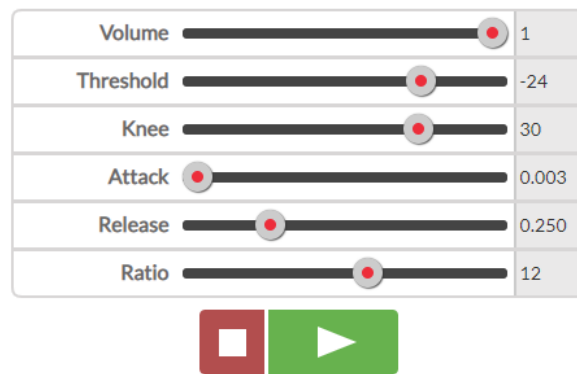 Volume 1
Threshold -24
Knee 30
Attack 0.003
Release 0.250
Ratio 12